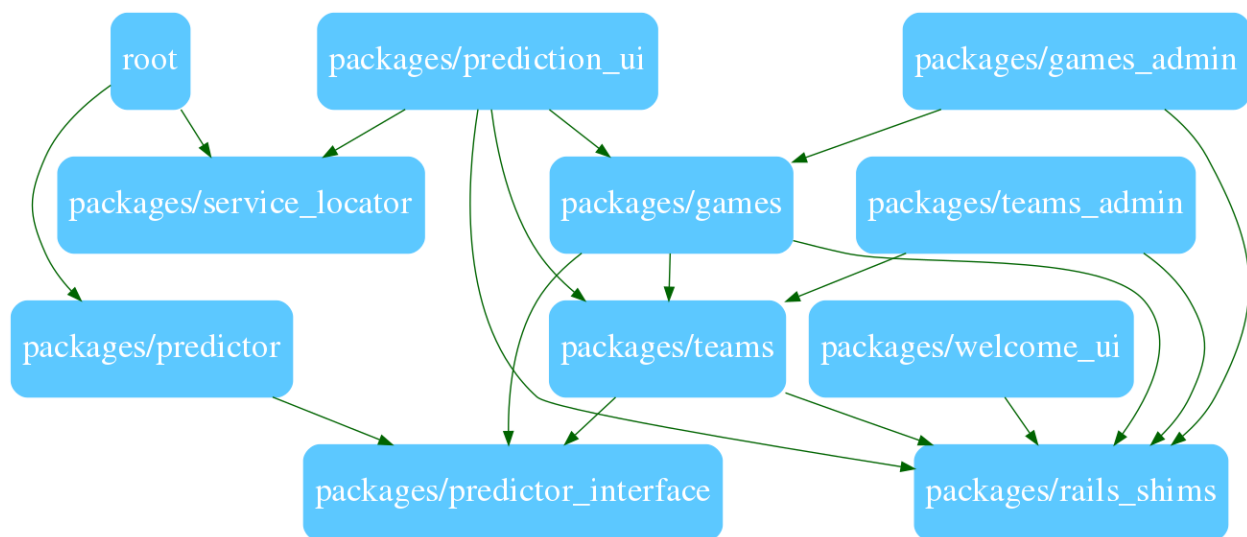 root
packages/prediction_ui
packages/games_admin
packages/service_locator
packages/games
packages/teams_admin
packages/predictor
packages/teams
packages/welcome_ui
packages/predictor_interface
packages/rails_shims